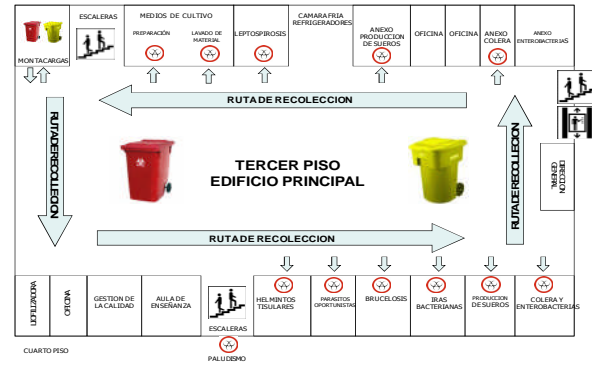 MONTACARGAS
ESCALERAS
MEDIOS DE CULTIVO
PREPARACIÓN
LAVADO DE
MATERIAL
LEPTOSPIROSIS
CAMARA FRIA
REFRIGERADORES
ANEXO
PRODUCCION
DE SUEROS
OFICINA
OFICINA
ANEXO
COLERA
ANEXO
ENTEROBACTERIAS
RUTA DE RECOLECCION
RUTA DE RECOLLECION
TERCER PISO
EDIFICIO PRINCIPAL
RUTA DE RECOLECCION
DIRECCION
GENERAL
RUTA DE RECOLECCION
OFICINA
GESTION DE
LA CALIDAD
AULA DE
ENSEÑANZA
ESCALERAS
HELMINTOS
TISULARES
PARASITOS
OPORTUNISTAS
BRUCELOSIS
IRAS
BACTERIANAS
PRODUCCION
DE SUEROS
COLERA Y
ENTEROBACTERIAS
CUARTO PISO
PALUDISMO